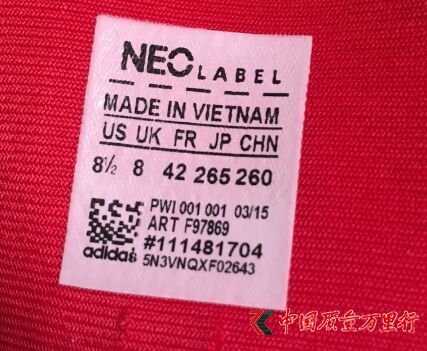 NEO LABEL
MADE IN VIETNAM
US UK FR JP CHN
8½ 8 42 265 260
PWI 001 001 03/15
ART F97869
#111481704
adidas 5N3VNQXF02643
中国质量万里行